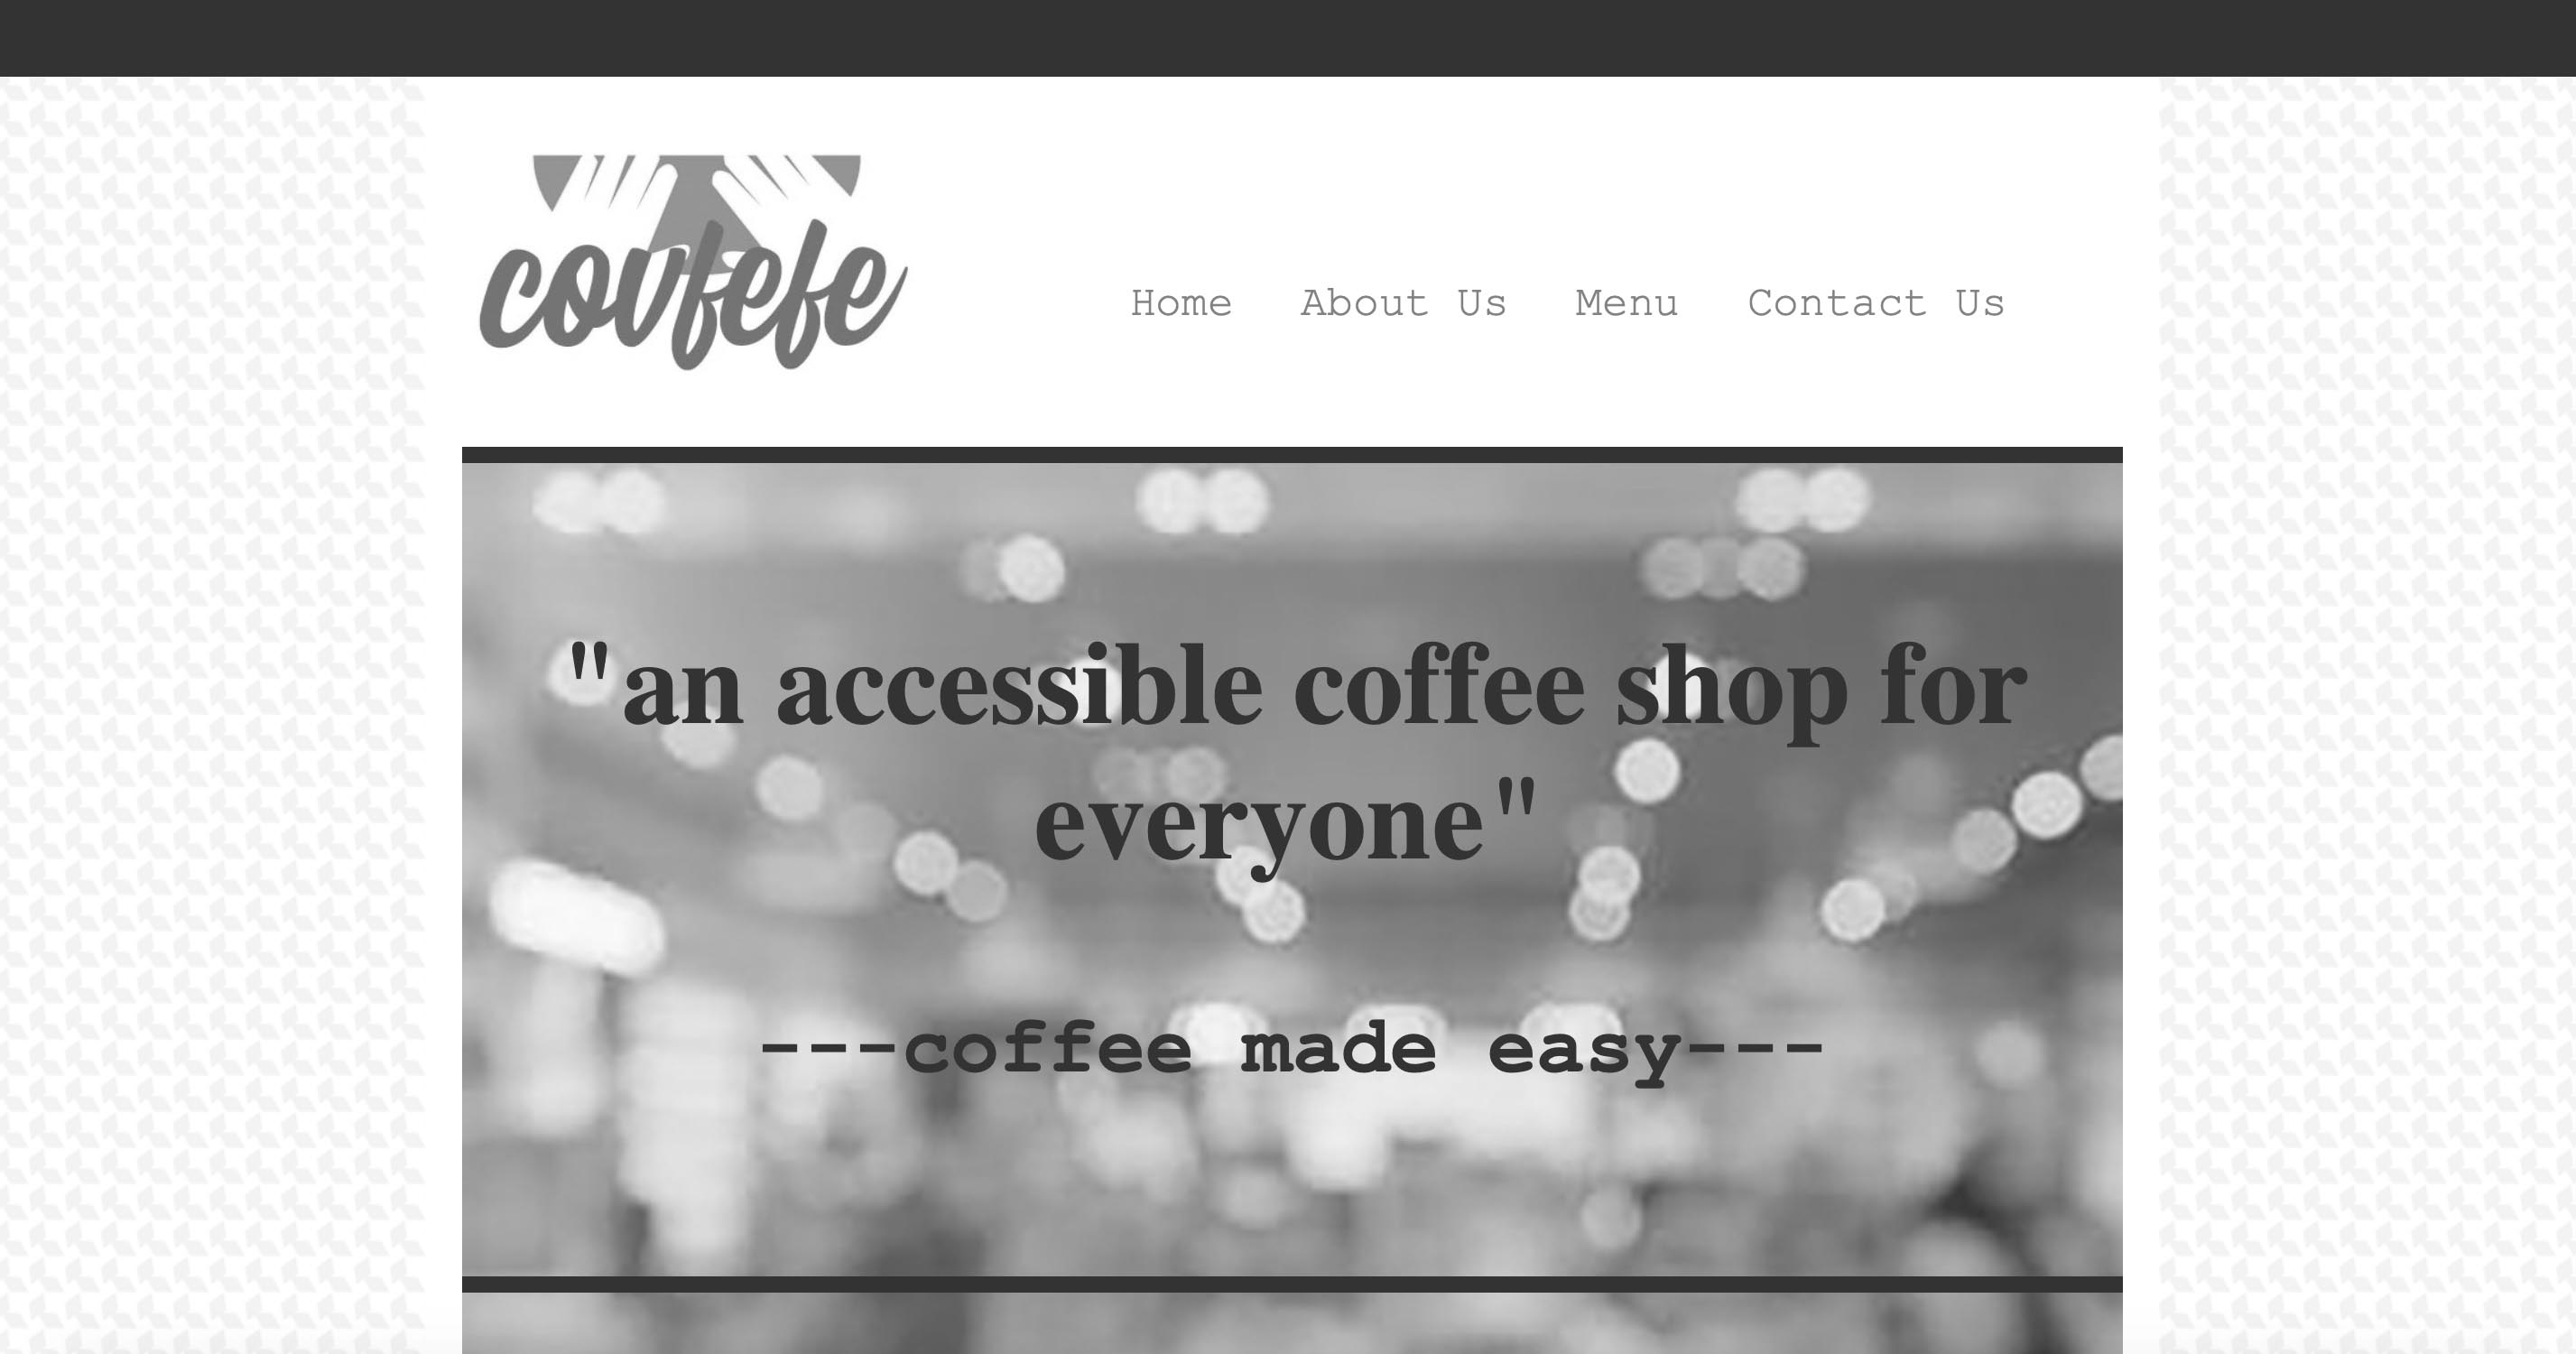 covfefe
Home About Us Menu Contact Us
"an accessible coffee shop for
everyone"
---coffee made easy---